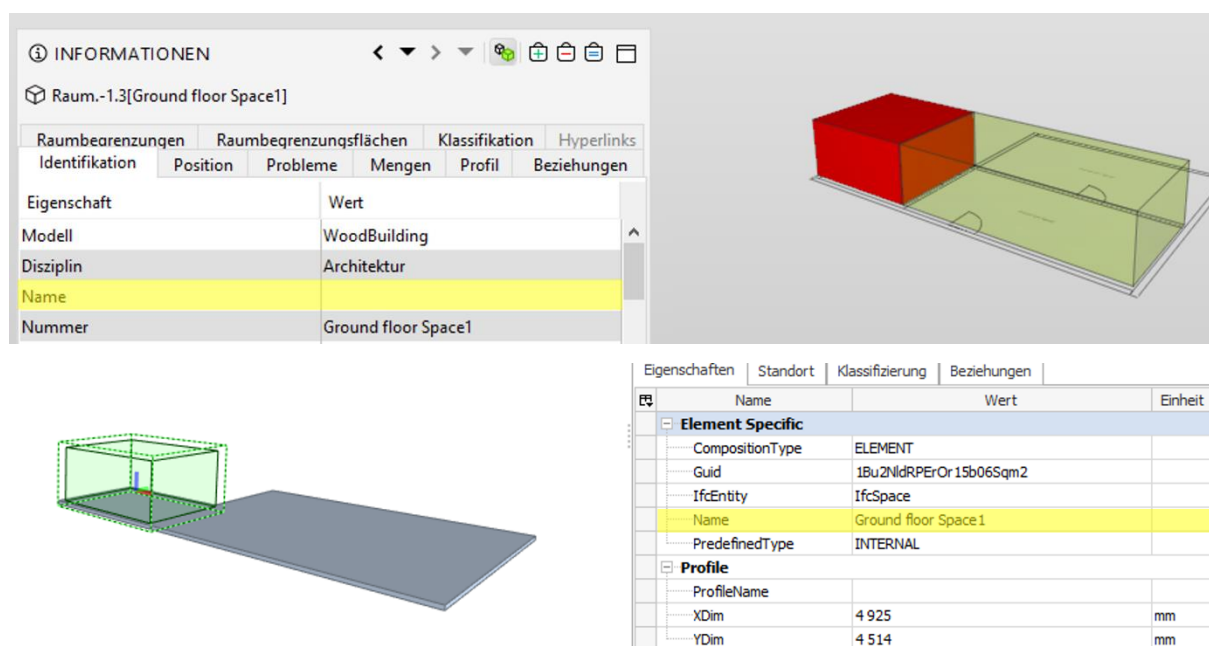 INFORMATIONEN
Raum.-1.3[Ground floor Space1]
Raumbegrenzungen Raumbegrenzungsflächen Klassifikation Hyperlinks
Identifikation Position Probleme Mengen Profil Beziehungen
Eigenschaft Wert
Modell WoodBuilding
Disziplin Architektur
Name
Nummer Ground floor Space1
Eigenschaften Standort Klassifizierung Beziehungen
Name Wert Einheit
Element Specific
CompositionType ELEMENT
Guid 1Bu2NldRPErOr15b06Sqm2
IfcEntity IfcSpace
Name Ground floor Space1
PredefinedType INTERNAL
Profile
ProfileName
XDim 4 925 mm
YDim 4 514 mm